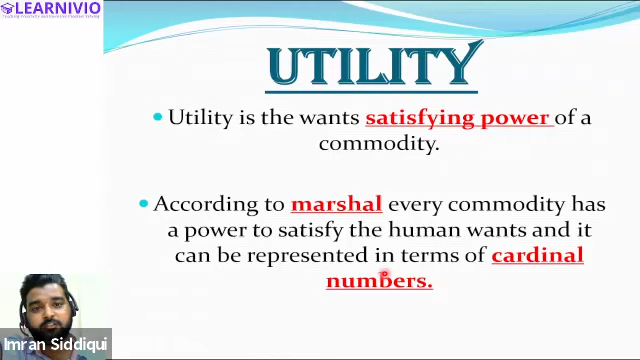 LEARNIVIO
UTILITY
• Utility is the wants satisfying power of a
commodity.
• According to marshal every commodity has
a power to satisfy the human wants and it
can be represented in terms of cardinal
numbers.
Imran Siddiqui